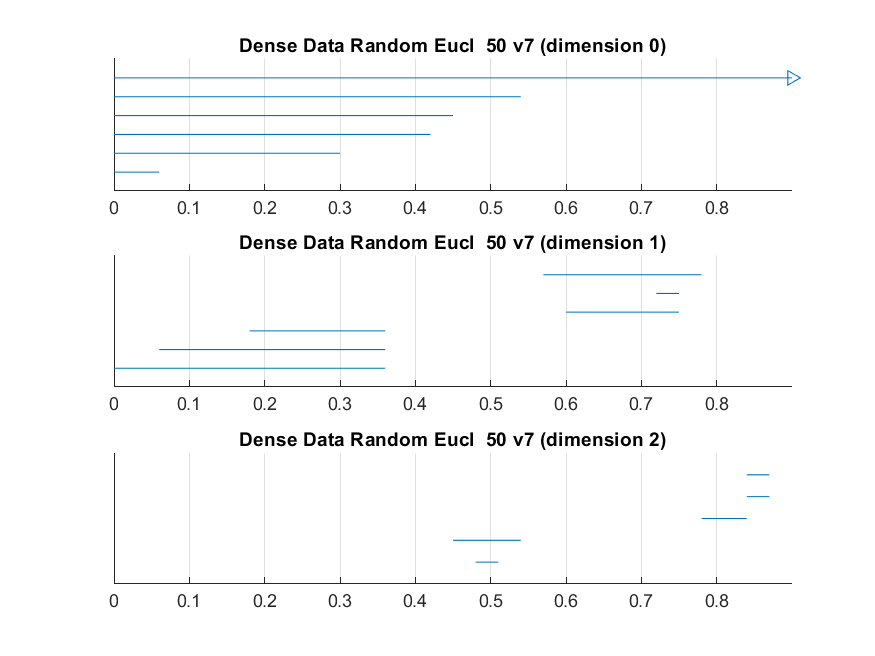 Dense Data Random Eucl  50 v7 (dimension 0)
0 0.1 0.2 0.3 0.4 0.5 0.6 0.7 0.8
Dense Data Random Eucl  50 v7 (dimension 1)
0 0.1 0.2 0.3 0.4 0.5 0.6 0.7 0.8
Dense Data Random Eucl  50 v7 (dimension 2)
0 0.1 0.2 0.3 0.4 0.5 0.6 0.7 0.8